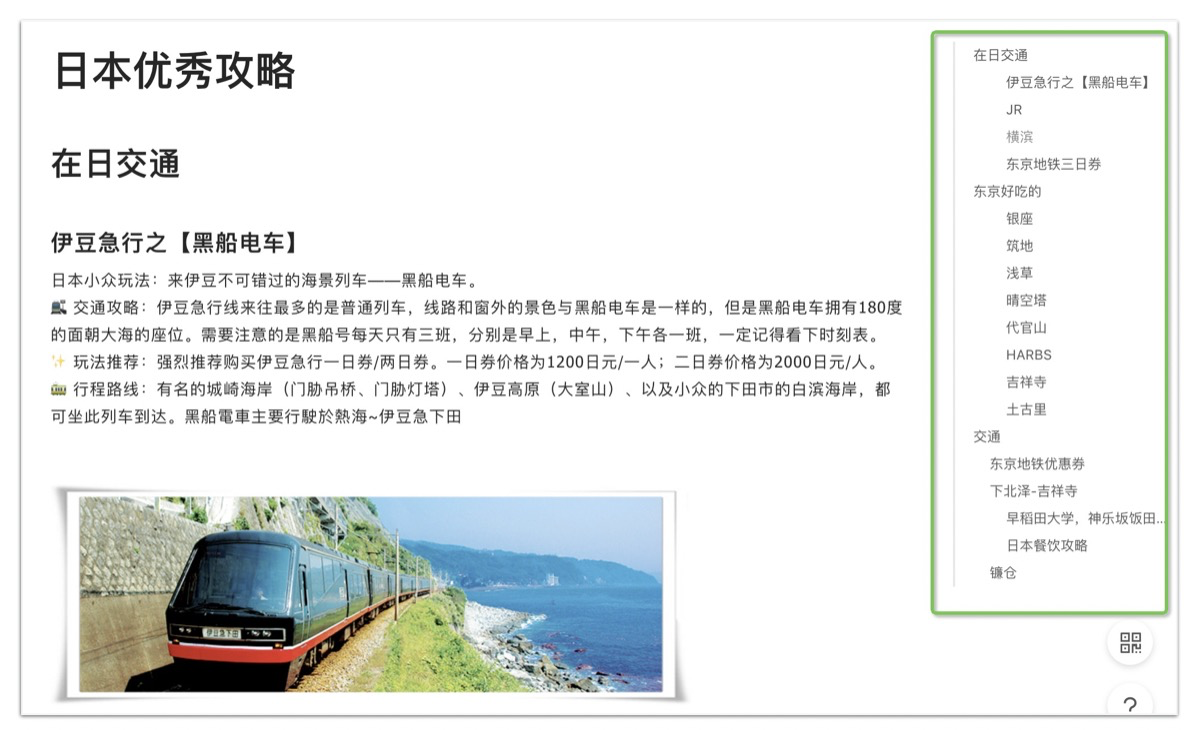 日本优秀攻略
在日交通
伊豆急行之【黑船电车】
日本小众玩法：来伊豆不可错过的海景列车——黑船电车。
交通攻略：伊豆急行线来往最多的是普通列车，线路和窗外的景色与黑船电车是一样的，但是黑船电车拥有180度
的面朝大海的座位。需要注意的是黑船号每天只有三班，分别是早上，中午，下午各一班，一定记得看下时刻表。
✨ 玩法推荐：强烈推荐购买伊豆急行一日券/两日券。一日券价格为1200日元/一人；二日券价格为2000日元/人。
🚃 行程路线：有名的城崎海岸（门胁吊桥、门胁灯塔）、伊豆高原（大室山）、以及小众的下田市的白滨海岸，都
可坐此列车到达。黑船電車主要行駛於熱海~伊豆急下田
伊豆急下田
在日交通
伊豆急行之【黑船电车】
JR
横滨
东京地铁三日券
东京好吃的
银座
筑地
浅草
晴空塔
代官山
HARBS
吉祥寺
土古里
交通
东京地铁优惠券
下北泽-吉祥寺
早稻田大学，神乐坂饭田...
日本餐饮攻略
镰仓
?